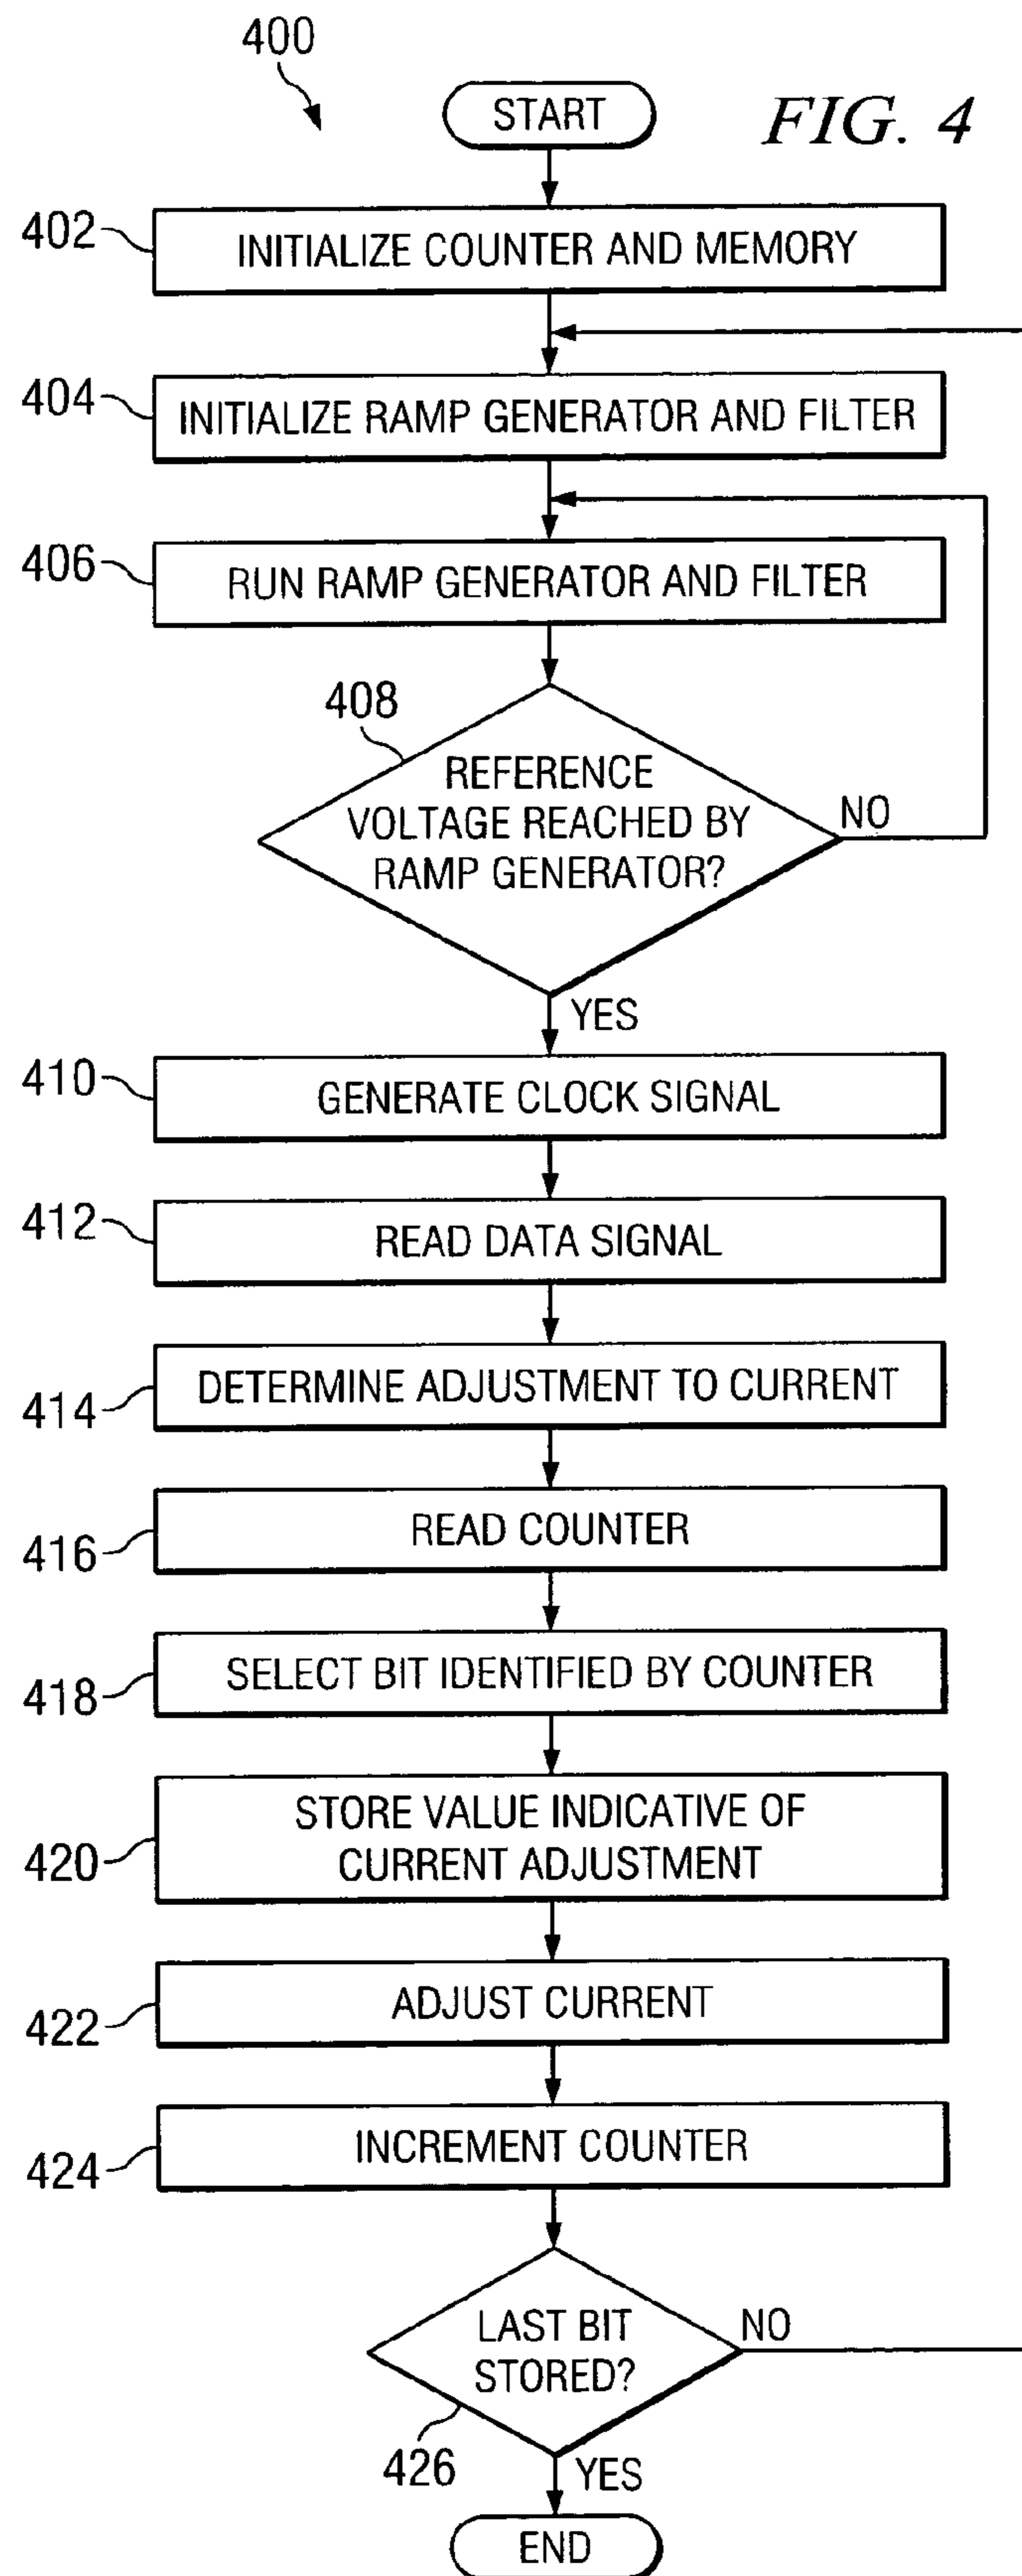 400
START
FIG. 4
402
INITIALIZE COUNTER AND MEMORY
404
INITIALIZE RAMP GENERATOR AND FILTER
406
RUN RAMP GENERATOR AND FILTER
408
REFERENCE
VOLTAGE REACHED BY
RAMP GENERATOR?
NO
YES
410
GENERATE CLOCK SIGNAL
412
READ DATA SIGNAL
414
DETERMINE ADJUSTMENT TO CURRENT
416
READ COUNTER
418
SELECT BIT IDENTIFIED BY COUNTER
420
STORE VALUE INDICATIVE OF
CURRENT ADJUSTMENT
422
ADJUST CURRENT
424
INCREMENT COUNTER
LAST BIT
STORED?
NO
426
YES
END